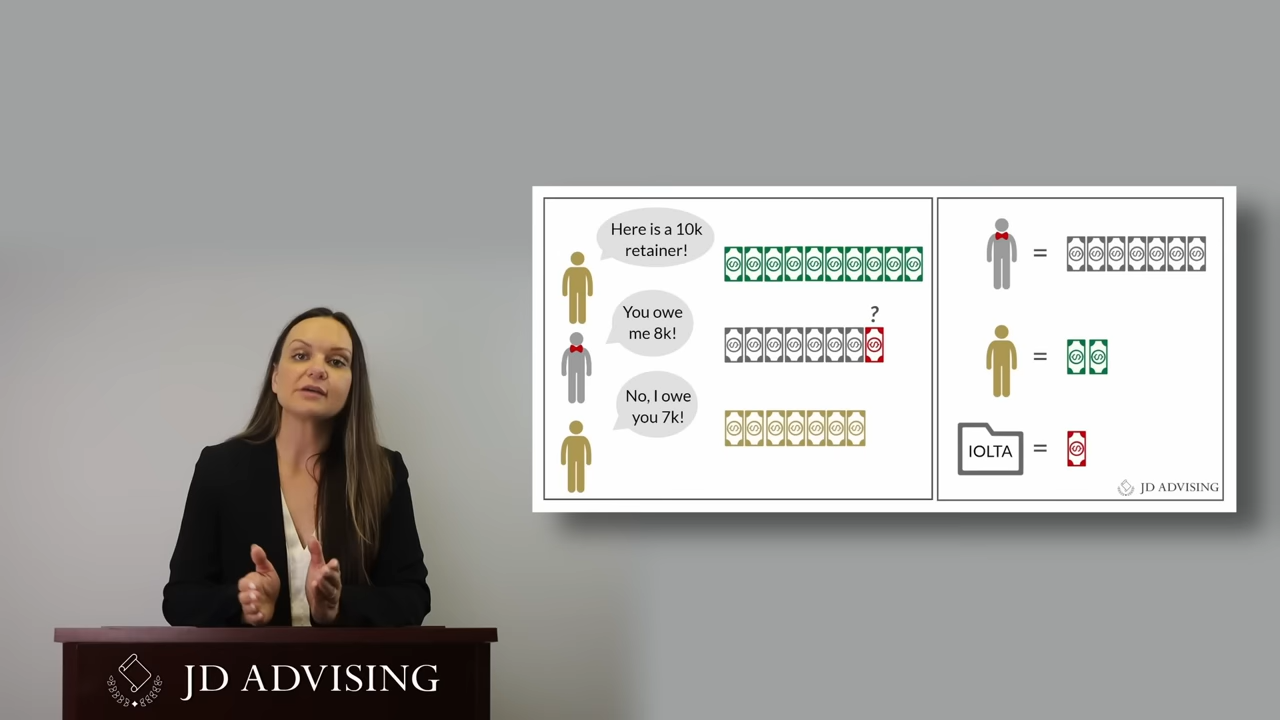 Here is a 10k
retainer!
You owe
me 8k!
?
No, I owe
you 7k!
=
=
IOLTA
=
JD ADVISING
JD ADVISING